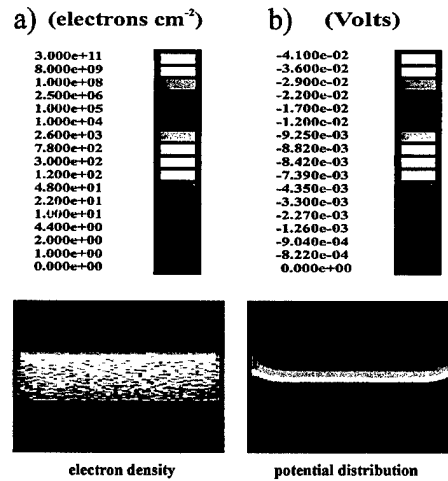 a) (electrons cm⁻²)
3.000e+11
8.000e+09
1.000e+08
2.500e+06
1.000e+05
1.000e+04
2.600e+03
7.800e+02
3.000e+02
1.200e+02
4.800e+01
2.200e+01
1.000e+01
4.400e+00
2.000e+00
1.000e+00
0.000e+00
electron density
b) (Volts)
-4.100e-02
-3.600e-02
-2.900e-02
-2.200e-02
-1.700e-02
-1.200e-02
-9.250e-03
-8.820e-03
-8.420e-03
-7.390e-03
-4.350e-03
-3.300e-03
-2.270e-03
-1.260e-03
-9.040e-04
-8.220e-04
0.000e+00
potential distribution